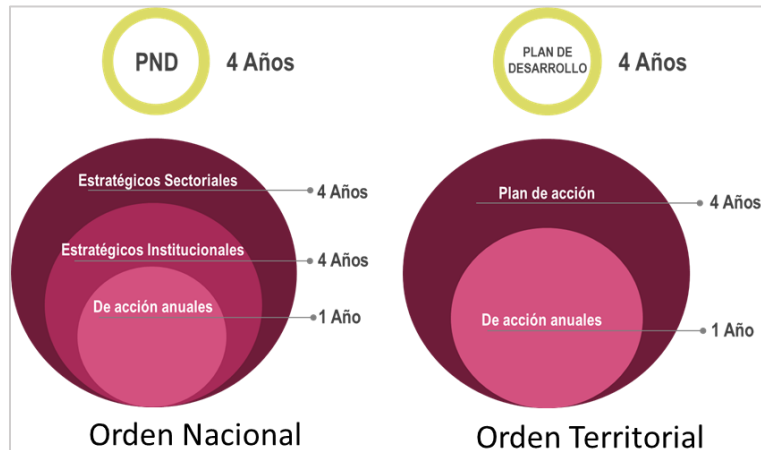 PND
4 Años
Estratégicos Sectoriales
4 Años
Estratégicos Institucionales
4 Años
De acción anuales
1 Año
Orden Nacional
PLAN DE
DESARROLLO
4 Años
Plan de acción
4 Años
De acción anuales
1 Año
Orden Territorial